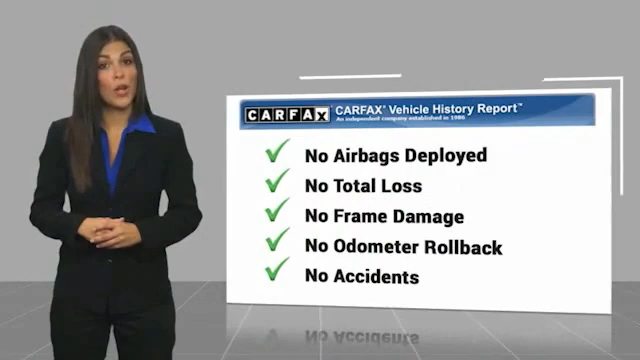 CARFAX CARFAX® Vehicle History Report™
An independent company established in 1986
No Airbags Deployed
No Total Loss
No Frame Damage
No Odometer Rollback
No Accidents